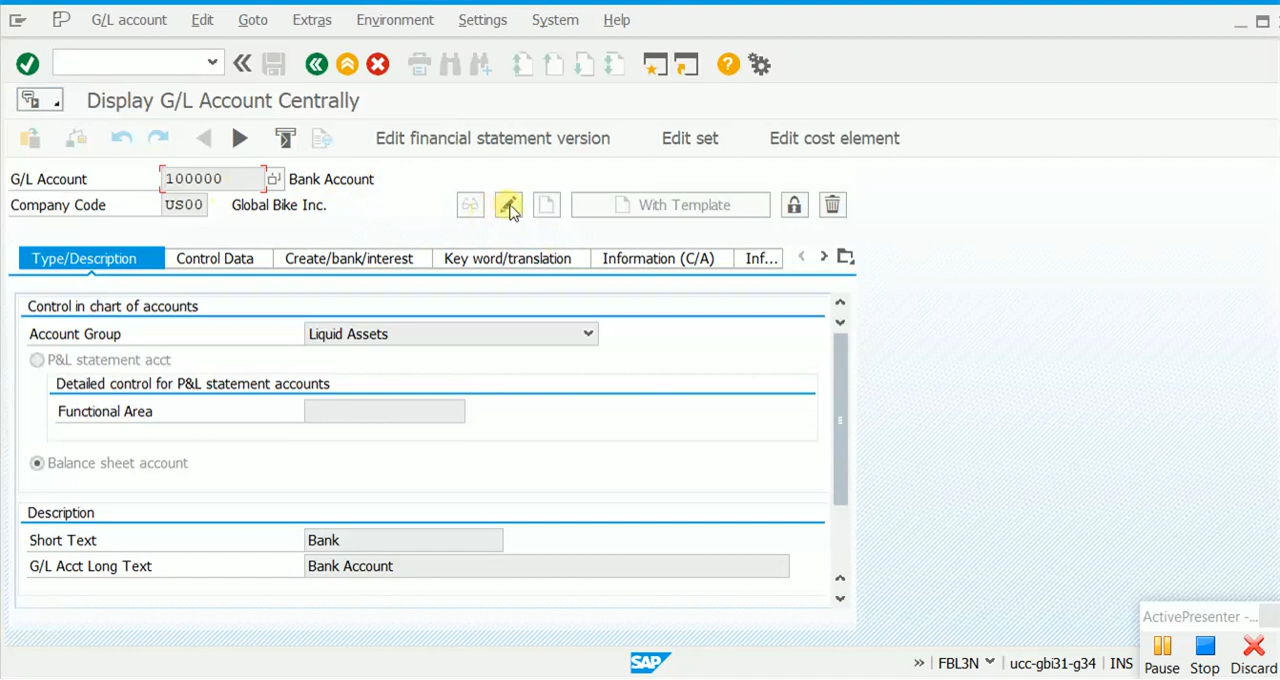 G/L account Edit Goto Extras Environment Settings System Help
Display G/L Account Centrally
Edit financial statement version Edit set Edit cost element
G/L Account 100000 Bank Account
Company Code US00 Global Bike Inc. With Template
Type/Description Control Data Create/bank/interest Key word/translation Information (C/A) Inf...
Control in chart of accounts
Account Group Liquid Assets
P&L statement acct
Detailed control for P&L statement accounts
Functional Area
Balance sheet account
Description
Short Text Bank
G/L Acct Long Text Bank Account
ActivePresenter -...
Pause Stop Discard
SAP » FBL3N ucc-gbi31-g34 INS